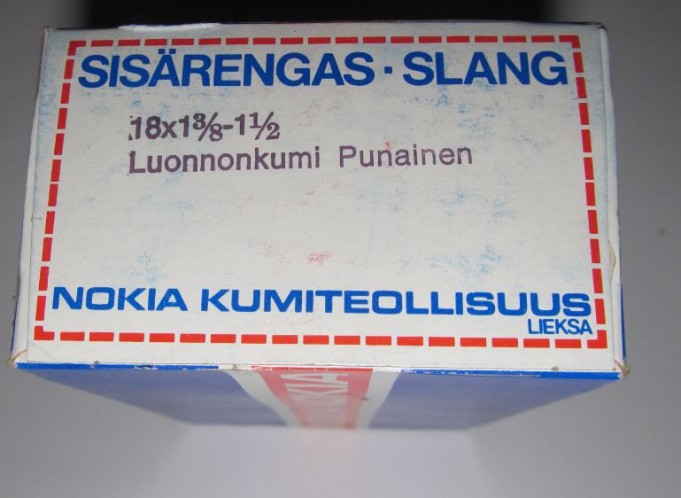 SISÄRENGAS · SLANG
18x1⅜-1½
Luonnonkumi Punainen
NOKIA KUMITEOLLISUUS
LIEKSA